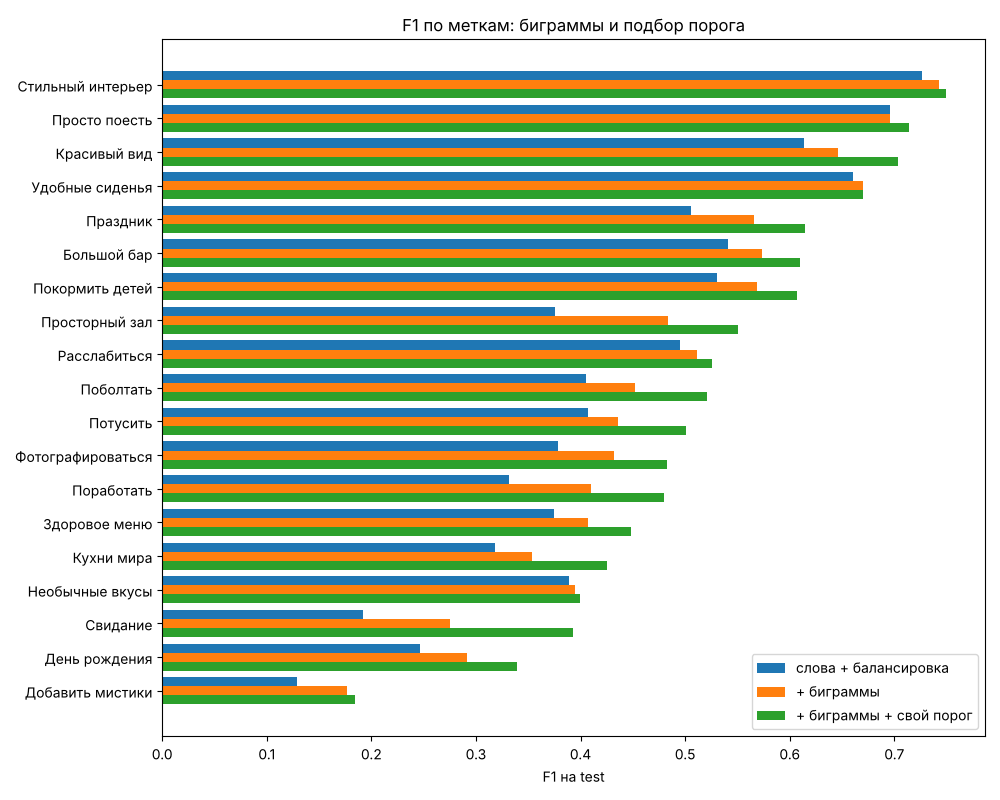 F1 по меткам: биграммы и подбор порога
Стильный интерьер
Просто поесть
Красивый вид
Удобные сиденья
Праздник
Большой бар
Покормить детей
Просторный зал
Расслабиться
Поболтать
Потусить
Фотографироваться
Поработать
Здоровое меню
Кухни мира
Необычные вкусы
Свидание
День рождения
Добавить мистики
слова + балансировка
+ биграммы
+ биграммы + свой порог
0.0 0.1 0.2 0.3 0.4 0.5 0.6 0.7
F1 на test